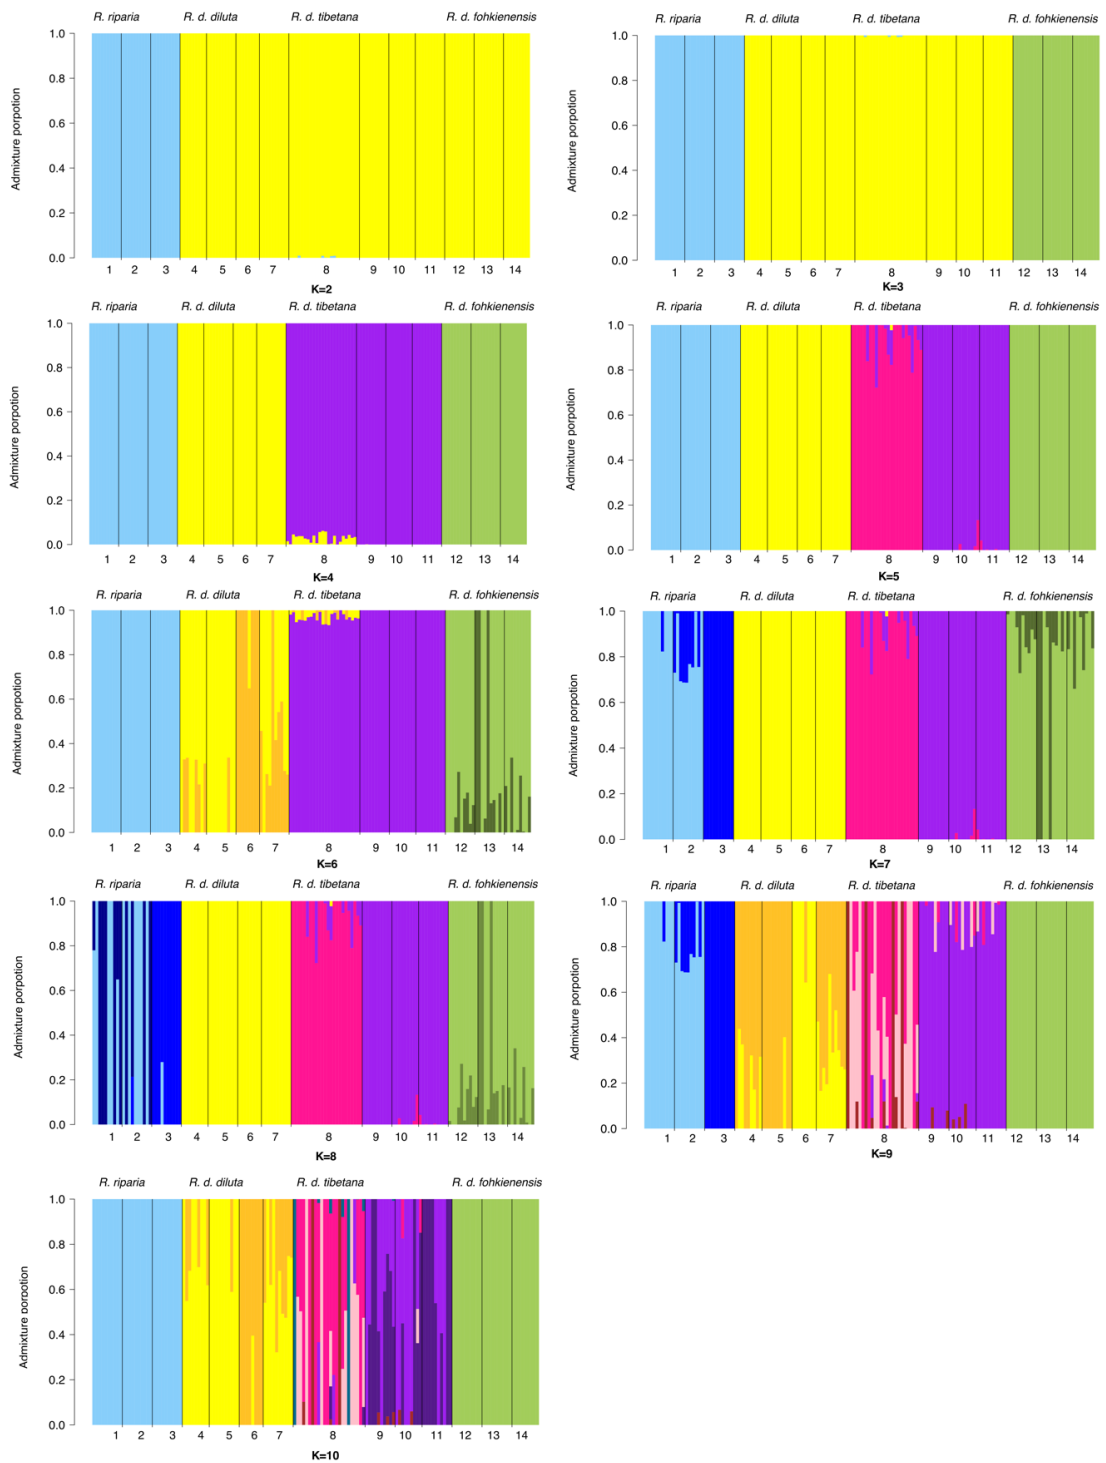 R. riparia R. d. diluta R. d. tibetana R. d. fohkienensis
1.0
0.8
0.6
0.4
0.2
0.0
Admixture porpotion
1 2 3 4 5 6 7 8 9 10 11 12 13 14
K=2
R. riparia R. d. diluta R. d. tibetana R. d. fohkienensis
1.0
0.8
0.6
0.4
0.2
0.0
Admixture porpotion
1 2 3 4 5 6 7 8 9 10 11 12 13 14
K=3
R. riparia R. d. diluta R. d. tibetana R. d. fohkienensis
1.0
0.8
0.6
0.4
0.2
0.0
Admixture porpotion
1 2 3 4 5 6 7 8 9 10 11 12 13 14
K=4
R. riparia R. d. diluta R. d. tibetana R. d. fohkienensis
1.0
0.8
0.6
0.4
0.2
0.0
Admixture porpotion
1 2 3 4 5 6 7 8 9 10 11 12 13 14
K=5
R. riparia R. d. diluta R. d. tibetana R. d. fohkienensis
1.0
0.8
0.6
0.4
0.2
0.0
Admixture porpotion
1 2 3 4 5 6 7 8 9 10 11 12 13 14
K=6
R. riparia R. d. diluta R. d. tibetana R. d. fohkienensis
1.0
0.8
0.6
0.4
0.2
0.0
Admixture porpotion
1 2 3 4 5 6 7 8 9 10 11 12 13 14
K=7
R. riparia R. d. diluta R. d. tibetana R. d. fohkienensis
1.0
0.8
0.6
0.4
0.2
0.0
Admixture porpotion
1 2 3 4 5 6 7 8 9 10 11 12 13 14
K=8
R. riparia R. d. diluta R. d. tibetana R. d. fohkienensis
1.0
0.8
0.6
0.4
0.2
0.0
Admixture porpotion
1 2 3 4 5 6 7 8 9 10 11 12 13 14
K=9
R. riparia R. d. diluta R. d. tibetana R. d. fohkienensis
1.0
0.8
0.6
0.4
0.2
0.0
Admixture porpotion
1 2 3 4 5 6 7 8 9 10 11 12 13 14
K=10